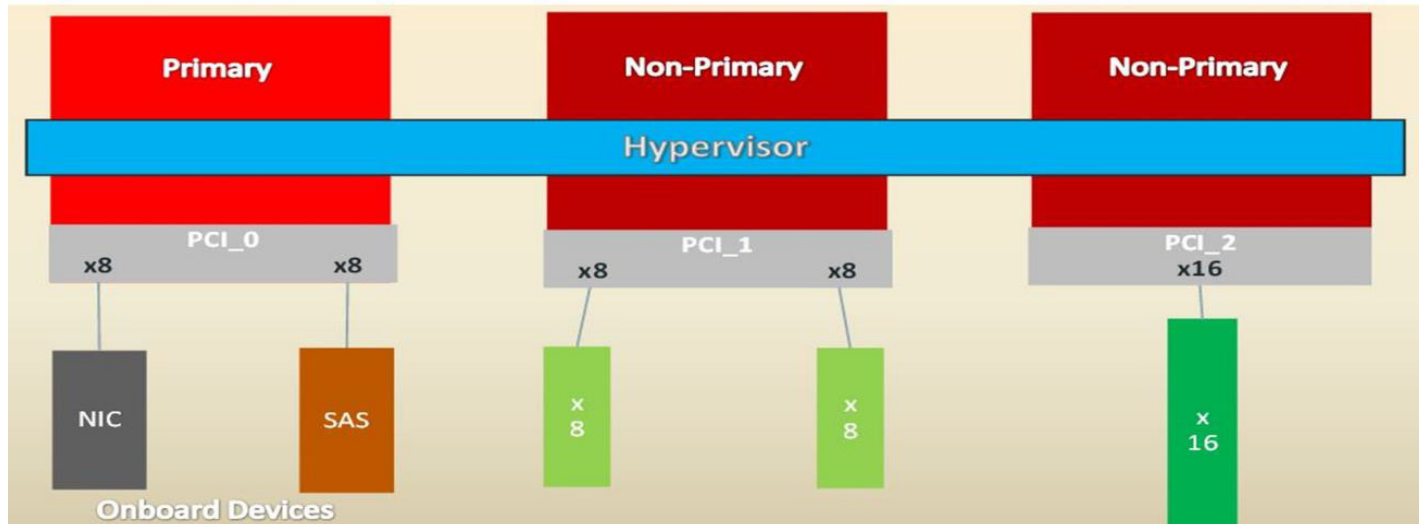 Primary
Non-Primary
Non-Primary
Hypervisor
PCI_0
x8
x8
PCI_1
x8
x8
PCI_2
x16
NIC
SAS
x
8
x
8
x
16
Onboard Devices